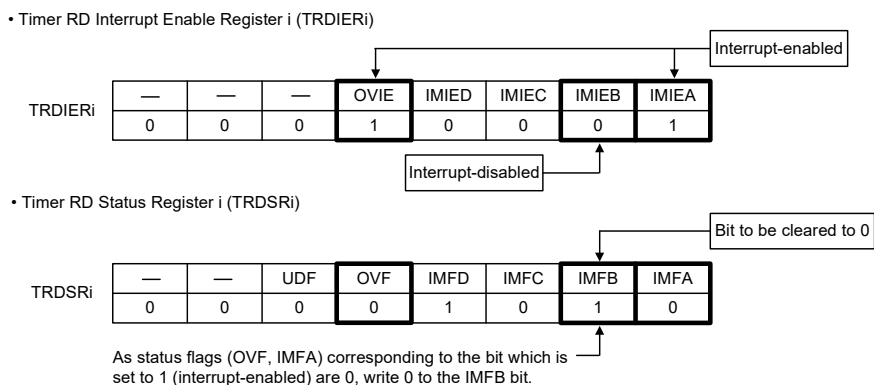 • Timer RD Interrupt Enable Register i (TRDIERi)
Interrupt-enabled
TRDIERi
— — — OVIE IMIED IMIEC IMIEB IMIEA
0 0 0 1 0 0 0 1
Interrupt-disabled
• Timer RD Status Register i (TRDSRi)
Bit to be cleared to 0
TRDSRi
— — UDF OVF IMFD IMFC IMFB IMFA
0 0 0 0 1 0 1 0
As status flags (OVF, IMFA) corresponding to the bit which is
set to 1 (interrupt-enabled) are 0, write 0 to the IMFB bit.